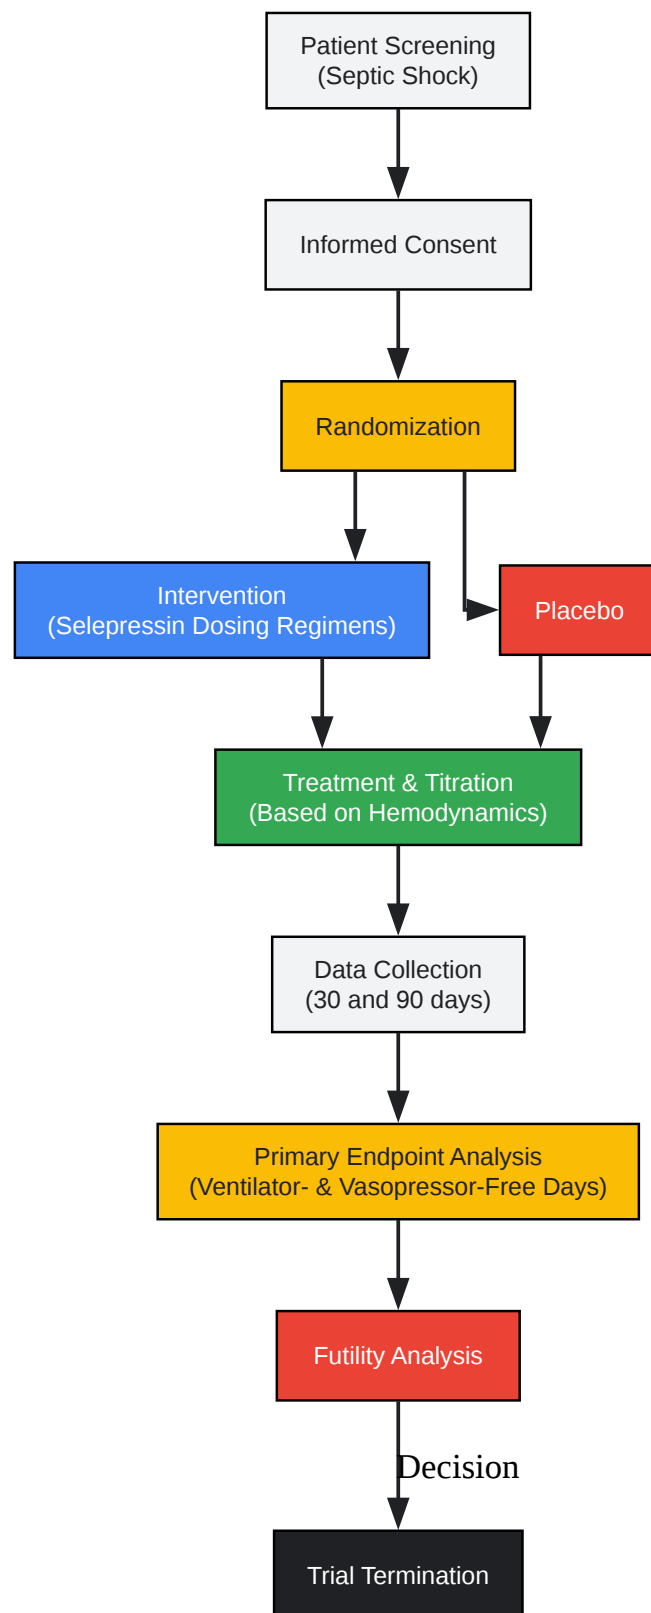 Patient Screening
(Septic Shock)
Informed Consent
Randomization
Intervention
(Selepressin Dosing Regimens)
Placebo
Treatment & Titration
(Based on Hemodynamics)
Data Collection
(30 and 90 days)
Primary Endpoint Analysis
(Ventilator- & Vasopressor-Free Days)
Futility Analysis
Decision
Trial Termination